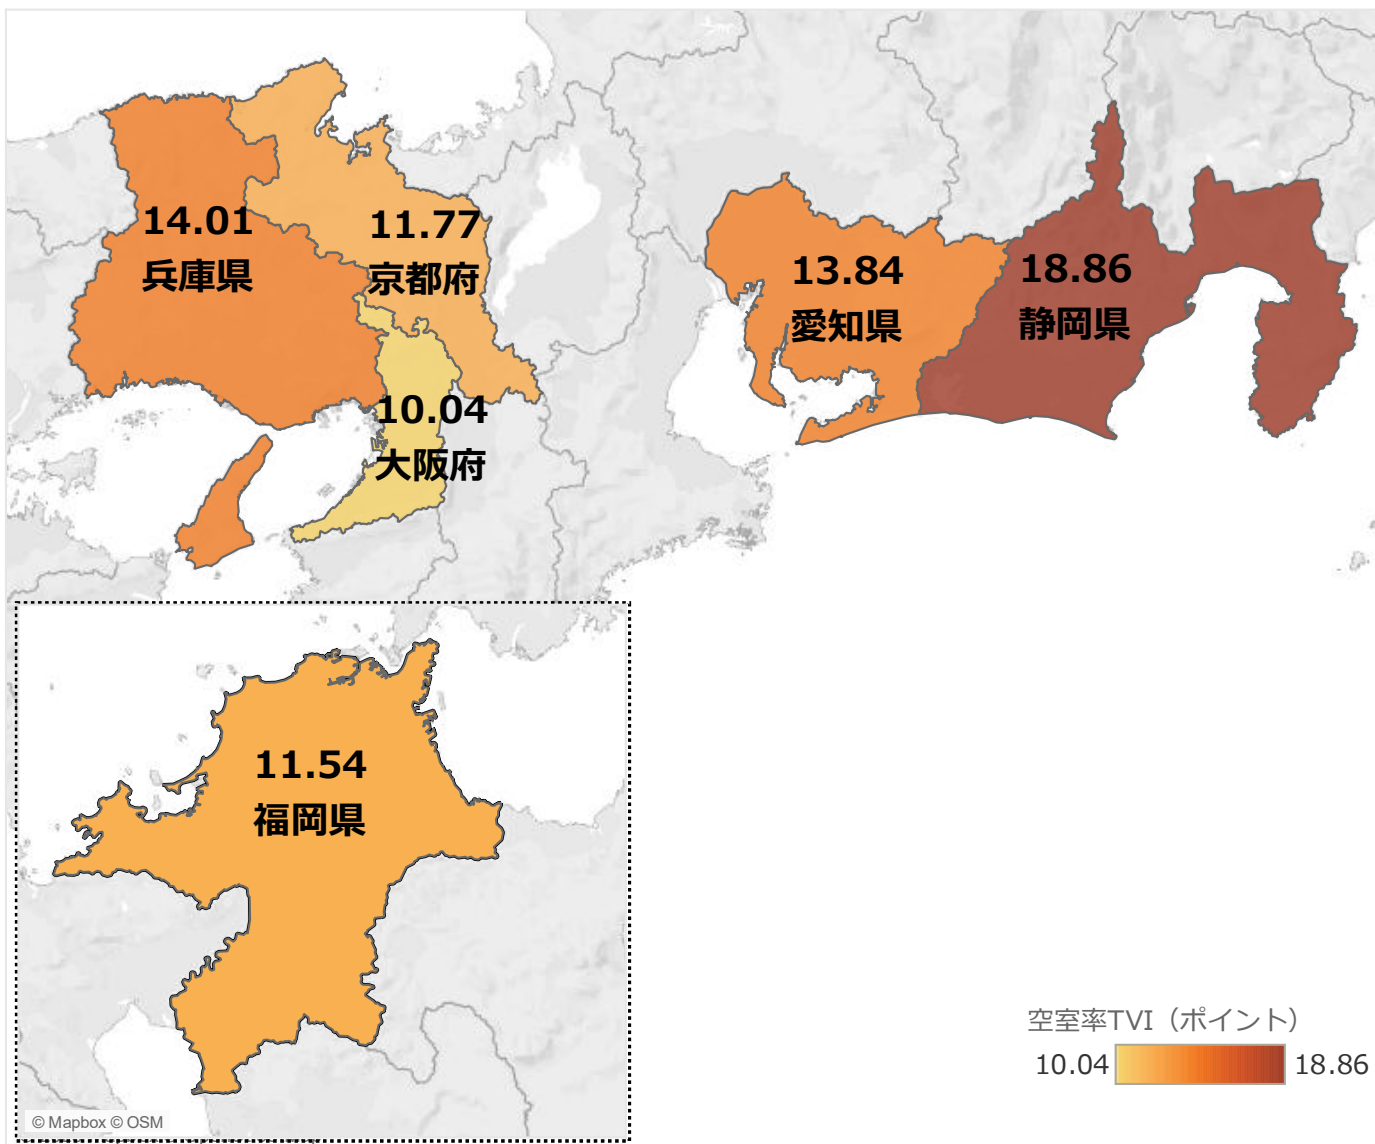 14.01
兵庫県
11.77
京都府
13.84
愛知県
18.86
静岡県
10.04
大阪府
11.54
福岡県
空室率TVI（ポイント）
10.04 18.86
© Mapbox © OSM